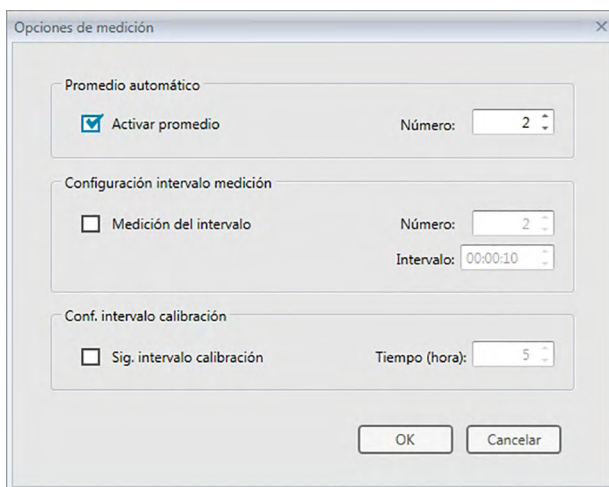 Opciones de medición
Promedio automático
Activar promedio Número: 2
Configuración intervalo medición
Medición del intervalo Número: 2
Intervalo: 00:00:10
Conf. intervalo calibración
Sig. intervalo calibración Tiempo (hora): 5
OK Cancelar